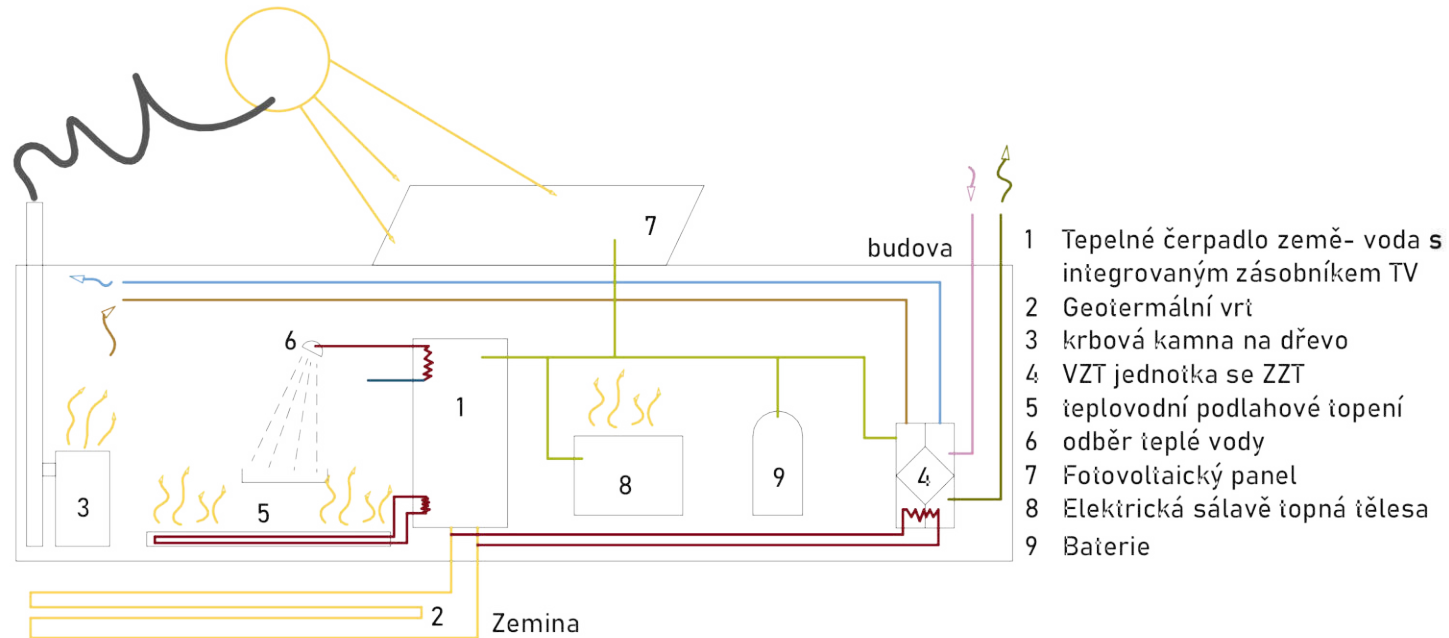 7
budova
6
1
3
5
8
9
4
2
Zemina
1 Tepelné čerpadlo země- voda s
integrovaným zásobníkem TV
2 Geotermální vrt
3 krbová kamna na dřevo
4 VZT jednotka se ZZT
5 teplovodní podlahové topení
6 odběr teplé vody
7 Fotovoltaický panel
8 Elektrická sálavě topná tělesa
9 Baterie